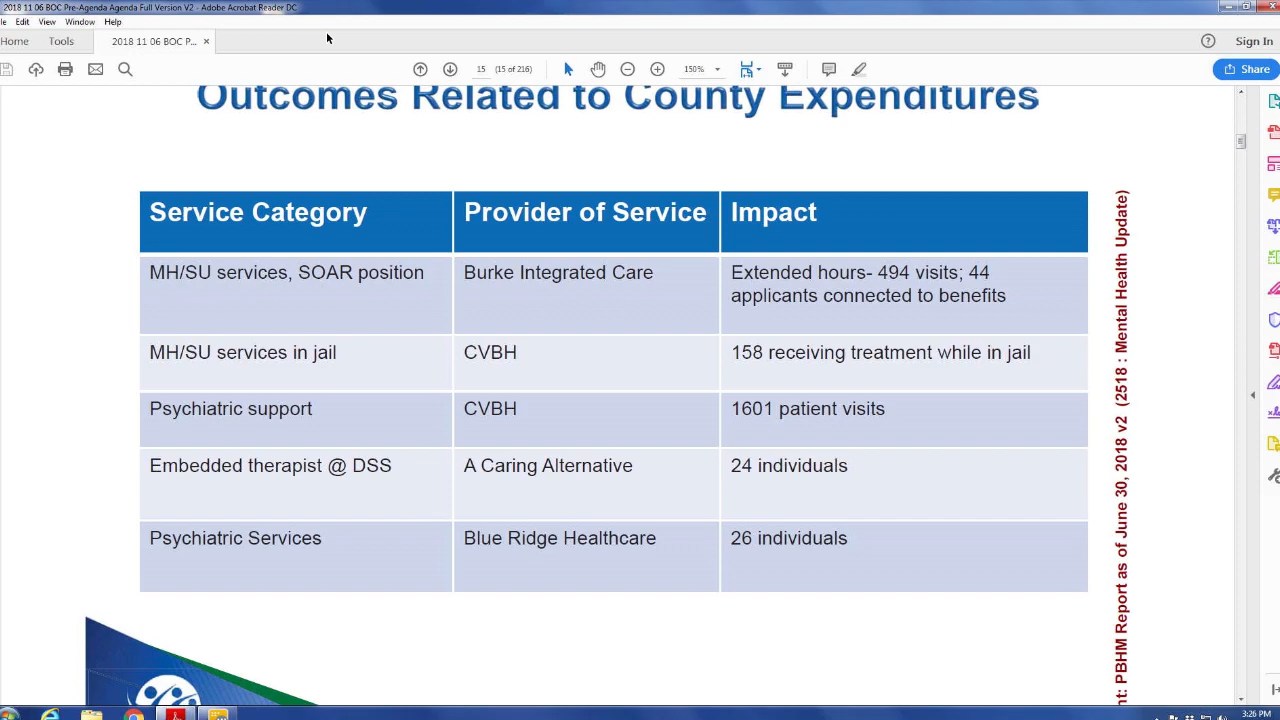 2018 11 06 BOC Pre-Agenda Agenda Full Version V2 - Adobe Acrobat Reader DC
Edit View Window Help
Home Tools 2018 11 06 BOC P... × Sign In
15 (15 of 216) 150% Share
Outcomes Related to County Expenditures
Service Category Provider of Service Impact
MH/SU services, SOAR position Burke Integrated Care Extended hours- 494 visits; 44
applicants connected to benefits
MH/SU services in jail CVBH 158 receiving treatment while in jail
Psychiatric support CVBH 1601 patient visits
Embedded therapist @ DSS A Caring Alternative 24 individuals
Psychiatric Services Blue Ridge Healthcare 26 individuals
nt: PBHM Report as of June 30, 2018 v2 (2518 : Mental Health Update)
3:26 PM